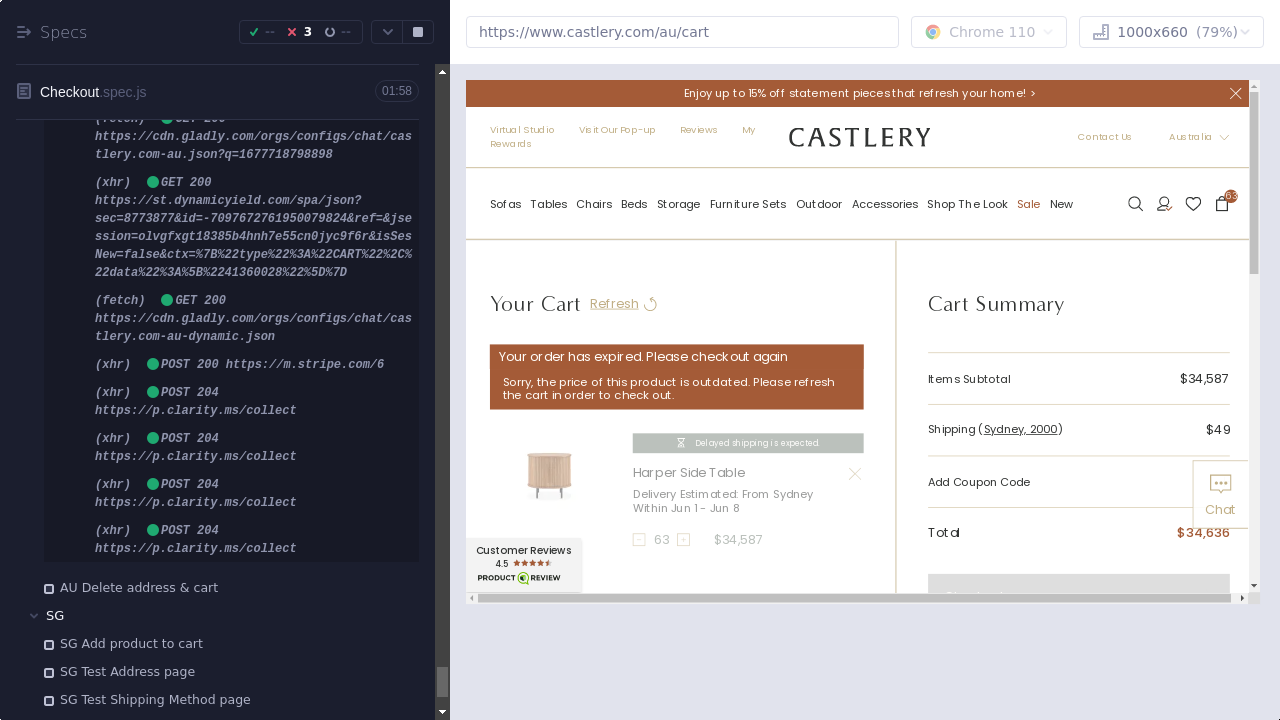 Specs
--
3
--
https://www.castlery.com/au/cart
Chrome 110
1000x660 (79%)
Checkout.spec.js
01:58
(fetch) GET 200
https://cdn.gladly.com/orgs/configs/chat/cas
tlery.com-au.json?q=1677718798898
(xhr) GET 200
https://st.dynamicyield.com/spa/json?
sec=8773877&id=-7097672761950079824&ref=&jse
ssion=olvgfxgt18385b4hnh7e55cn0jyc9f6r&isSes
New=false&ctx=%7B%22type%22%3A%22CART%22%2C%
22data%22%3A%5B%2241360028%22%5D%7D
(fetch) GET 200
https://cdn.gladly.com/orgs/configs/chat/cas
tlery.com-au-dynamic.json
(xhr) POST 200 https://m.stripe.com/6
(xhr) POST 204
https://p.clarity.ms/collect
(xhr) POST 204
https://p.clarity.ms/collect
(xhr) POST 204
https://p.clarity.ms/collect
(xhr) POST 204
https://p.clarity.ms/collect
AU Delete address & cart
SG
SG Add product to cart
SG Test Address page
SG Test Shipping Method page
Enjoy up to 15% off statement pieces that refresh your home! >
Virtual Studio Visit Our Pop-up Reviews My
Rewards
CASTLERY
Contact Us Australia
Sofas Tables Chairs Beds Storage Furniture Sets Outdoor Accessories Shop The Look Sale New
63
Your Cart Refresh
Your order has expired. Please checkout again
Sorry, the price of this product is outdated. Please refresh
the cart in order to check out.
Delayed shipping is expected.
Harper Side Table
Delivery Estimated: From Sydney
Within Jun 1 - Jun 8
- 63 + $34,587
Customer Reviews
4.5
PRODUCT REVIEW
Cart Summary
Items Subtotal $34,587
Shipping (Sydney, 2000) $49
Add Coupon Code
Total $34,636
Chat